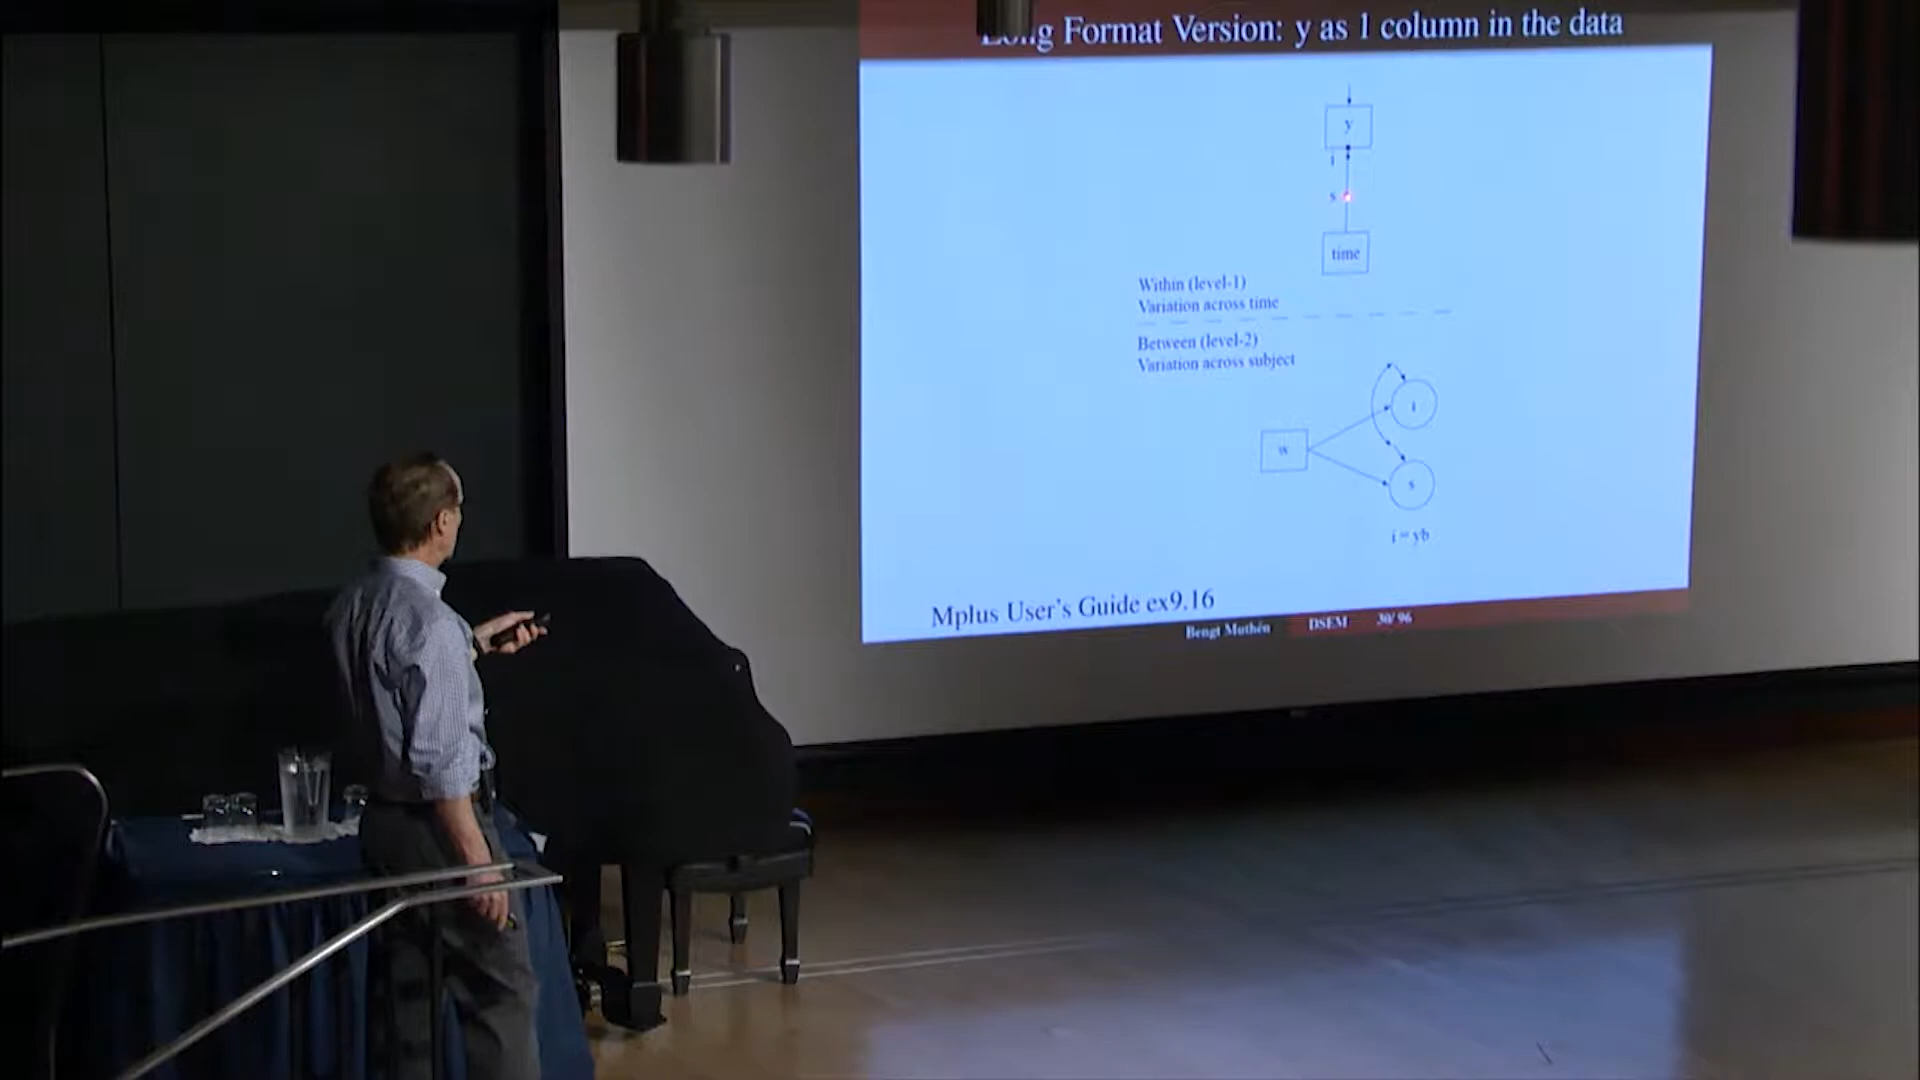 Long Format Version: y as 1 column in the data
y
i
s
time
Within (level-1)
Variation across time
Between (level-2)
Variation across subject
i
w
s
i = yb
Mplus User's Guide ex9.16
Bengt Muthén DSEM 30/ 96